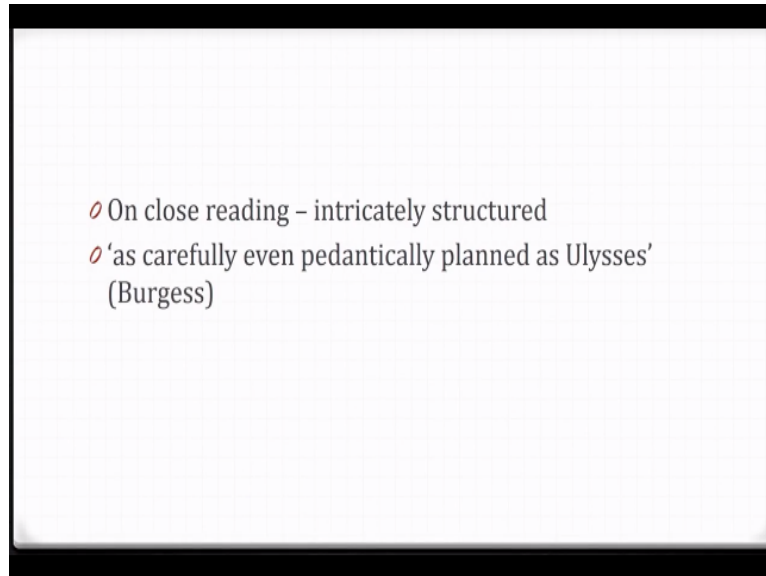 On close reading – intricately structured
‘as carefully even pedantically planned as Ulysses’
(Burgess)